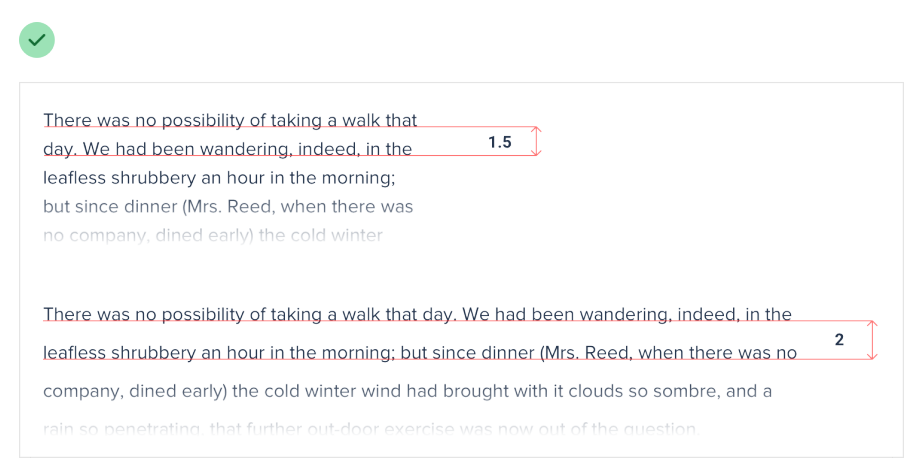 There was no possibility of taking a walk that
day. We had been wandering, indeed, in the
1.5
leafless shrubbery an hour in the morning;
but since dinner (Mrs. Reed, when there was
no company, dined early) the cold winter
There was no possibility of taking a walk that day. We had been wandering, indeed, in the
2
leafless shrubbery an hour in the morning; but since dinner (Mrs. Reed, when there was no
company, dined early) the cold winter wind had brought with it clouds so sombre, and a
rain so penetrating, that further out-door exercise was now out of the question.